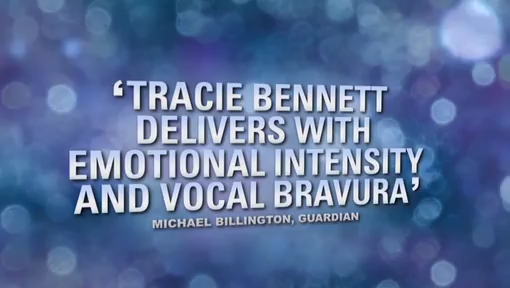 ‘TRACIE BENNETT
DELIVERS WITH
EMOTIONAL INTENSITY
AND VOCAL BRAVURA’
MICHAEL BILLINGTON, GUARDIAN